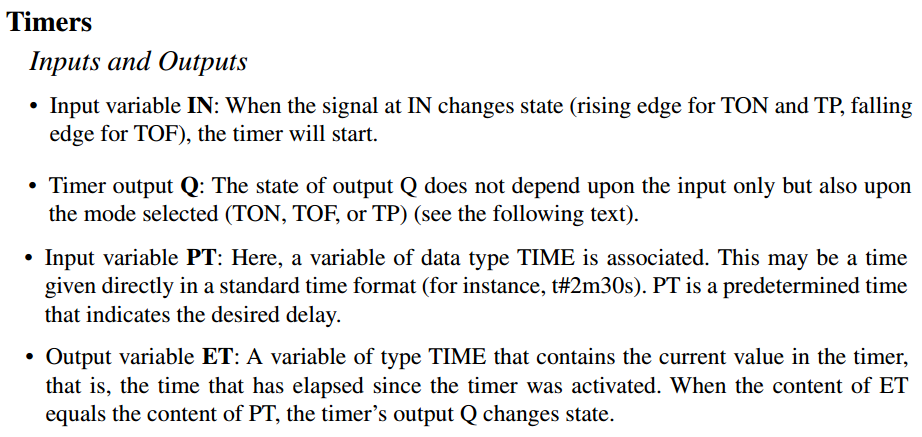 Timers
Inputs and Outputs
• Input variable IN: When the signal at IN changes state (rising edge for TON and TP, falling
edge for TOF), the timer will start.
• Timer output Q: The state of output Q does not depend upon the input only but also upon
the mode selected (TON, TOF, or TP) (see the following text).
• Input variable PT: Here, a variable of data type TIME is associated. This may be a time
given directly in a standard time format (for instance, t#2m30s). PT is a predetermined time
that indicates the desired delay.
• Output variable ET: A variable of type TIME that contains the current value in the timer,
that is, the time that has elapsed since the timer was activated. When the content of ET
equals the content of PT, the timer's output Q changes state.